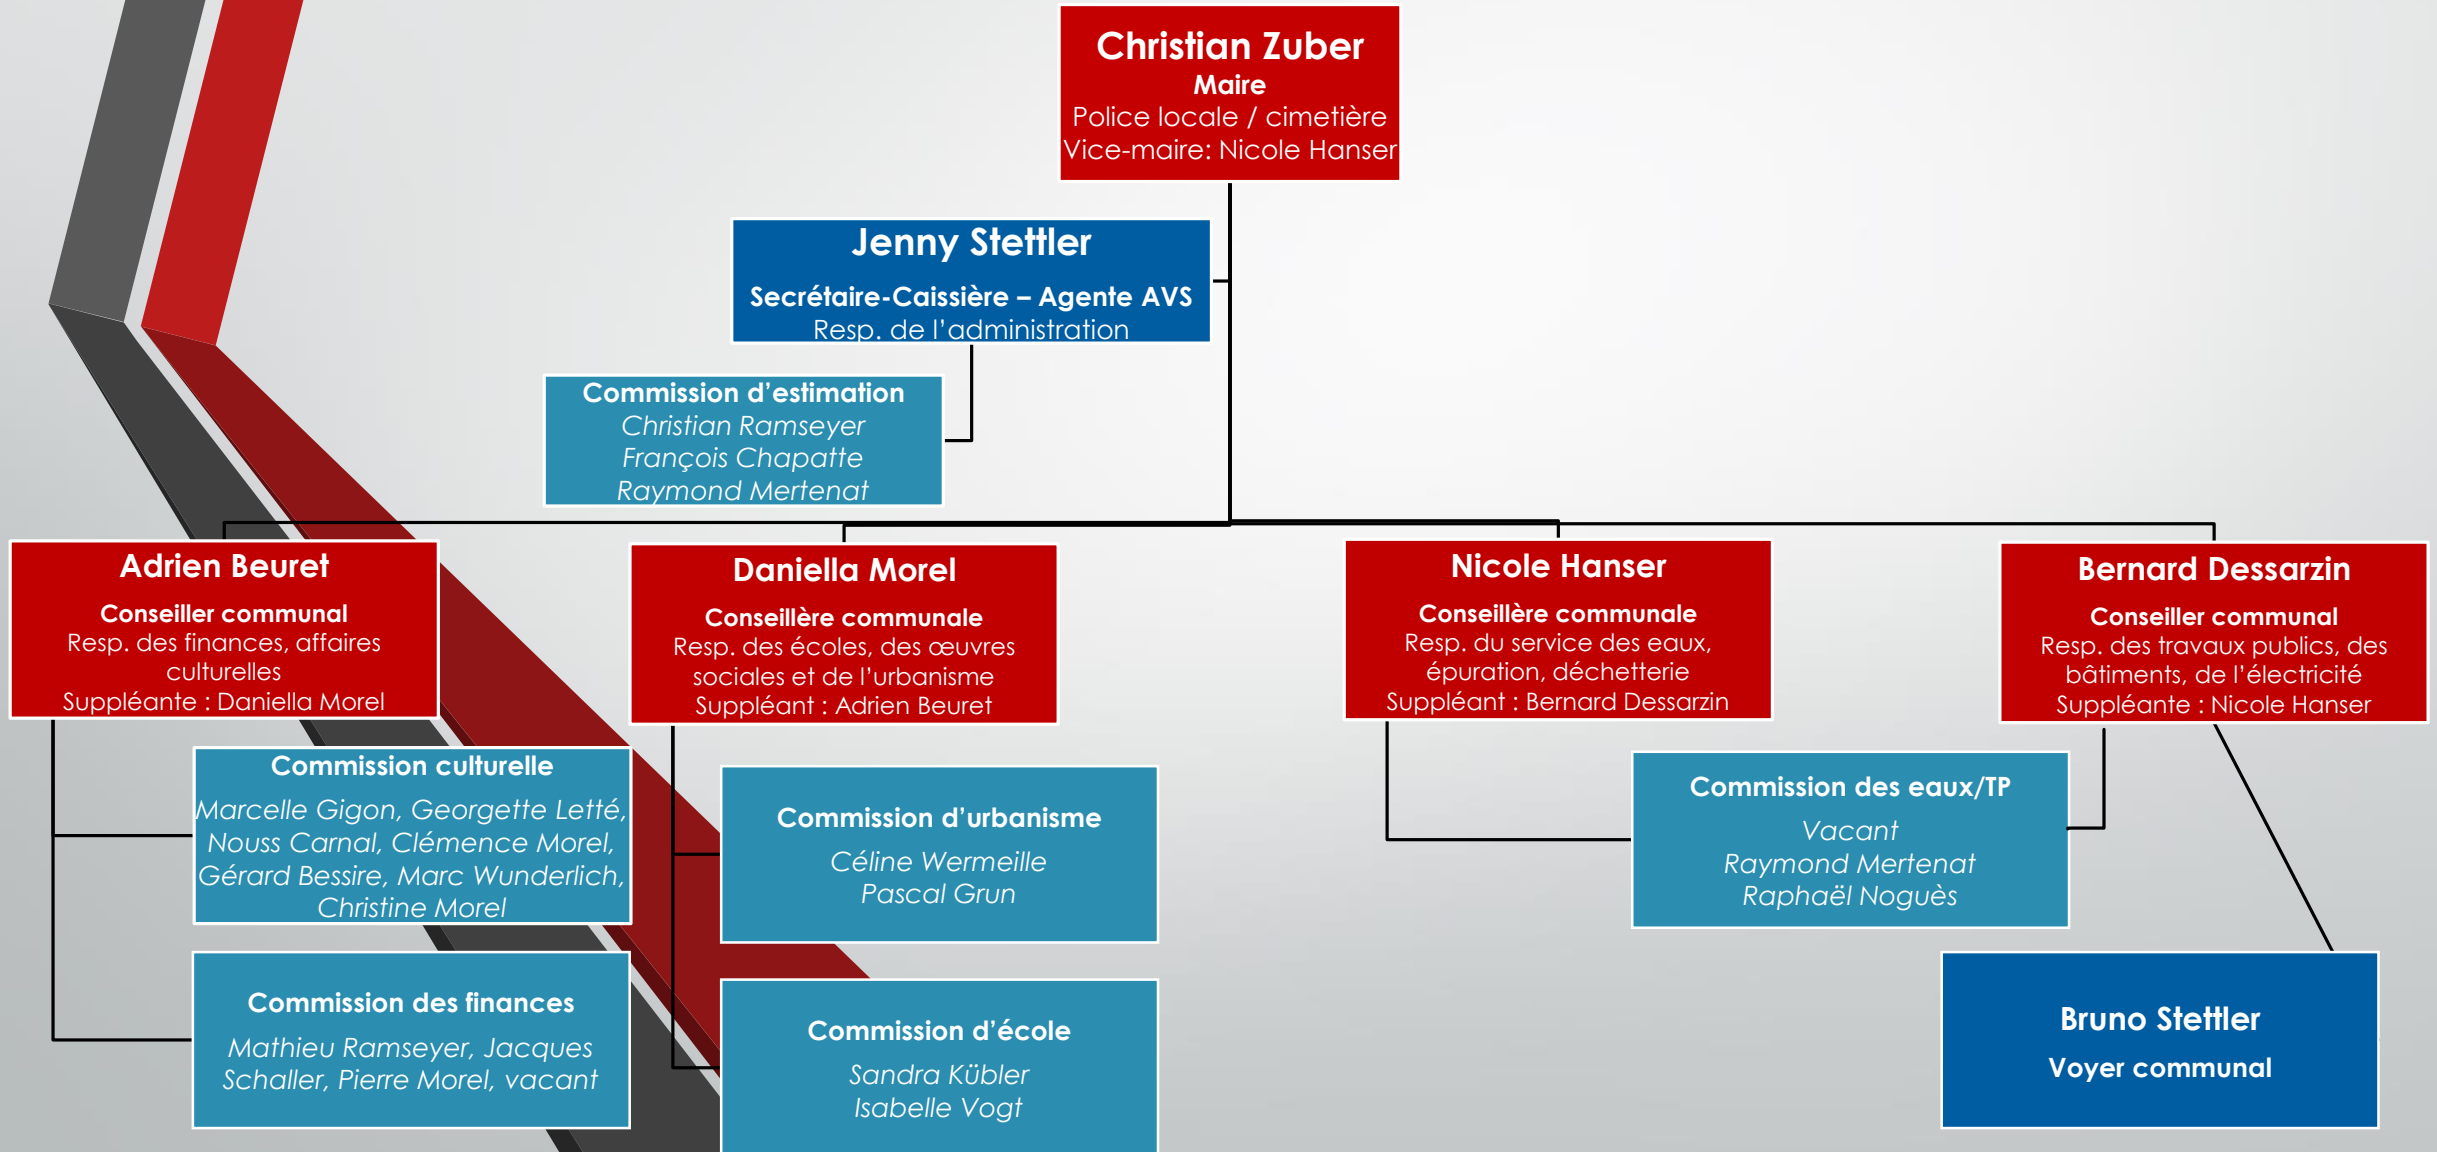 Christian Zuber
Maire
Police locale / cimetière
Vice-maire: Nicole Hanser
Jenny Stettler
Secrétaire-Caissière – Agente AVS
Resp. de l’administration
Commission d’estimation
Christian Ramseyer
François Chapatte
Raymond Mertenat
Adrien Beuret
Conseiller communal
Resp. des finances, affaires
culturelles
Suppléante : Daniella Morel
Daniella Morel
Conseillère communale
Resp. des écoles, des œuvres
sociales et de l’urbanisme
Suppléant : Adrien Beuret
Nicole Hanser
Conseillère communale
Resp. du service des eaux,
épuration, déchetterie
Suppléant : Bernard Dessarzin
Bernard Dessarzin
Conseiller communal
Resp. des travaux publics, des
bâtiments, de l’électricité
Suppléante : Nicole Hanser
Commission culturelle
Marcelle Gigon, Georgette Letté,
Nouss Carnal, Clémence Morel,
Gérard Bessire, Marc Wunderlich,
Christine Morel
Commission d’urbanisme
Céline Wermeille
Pascal Grun
Commission des eaux/TP
Vacant
Raymond Mertenat
Raphaël Noguès
Commission des finances
Mathieu Ramseyer, Jacques
Schaller, Pierre Morel, vacant
Commission d’école
Sandra Kübler
Isabelle Vogt
Bruno Stettler
Voyer communal